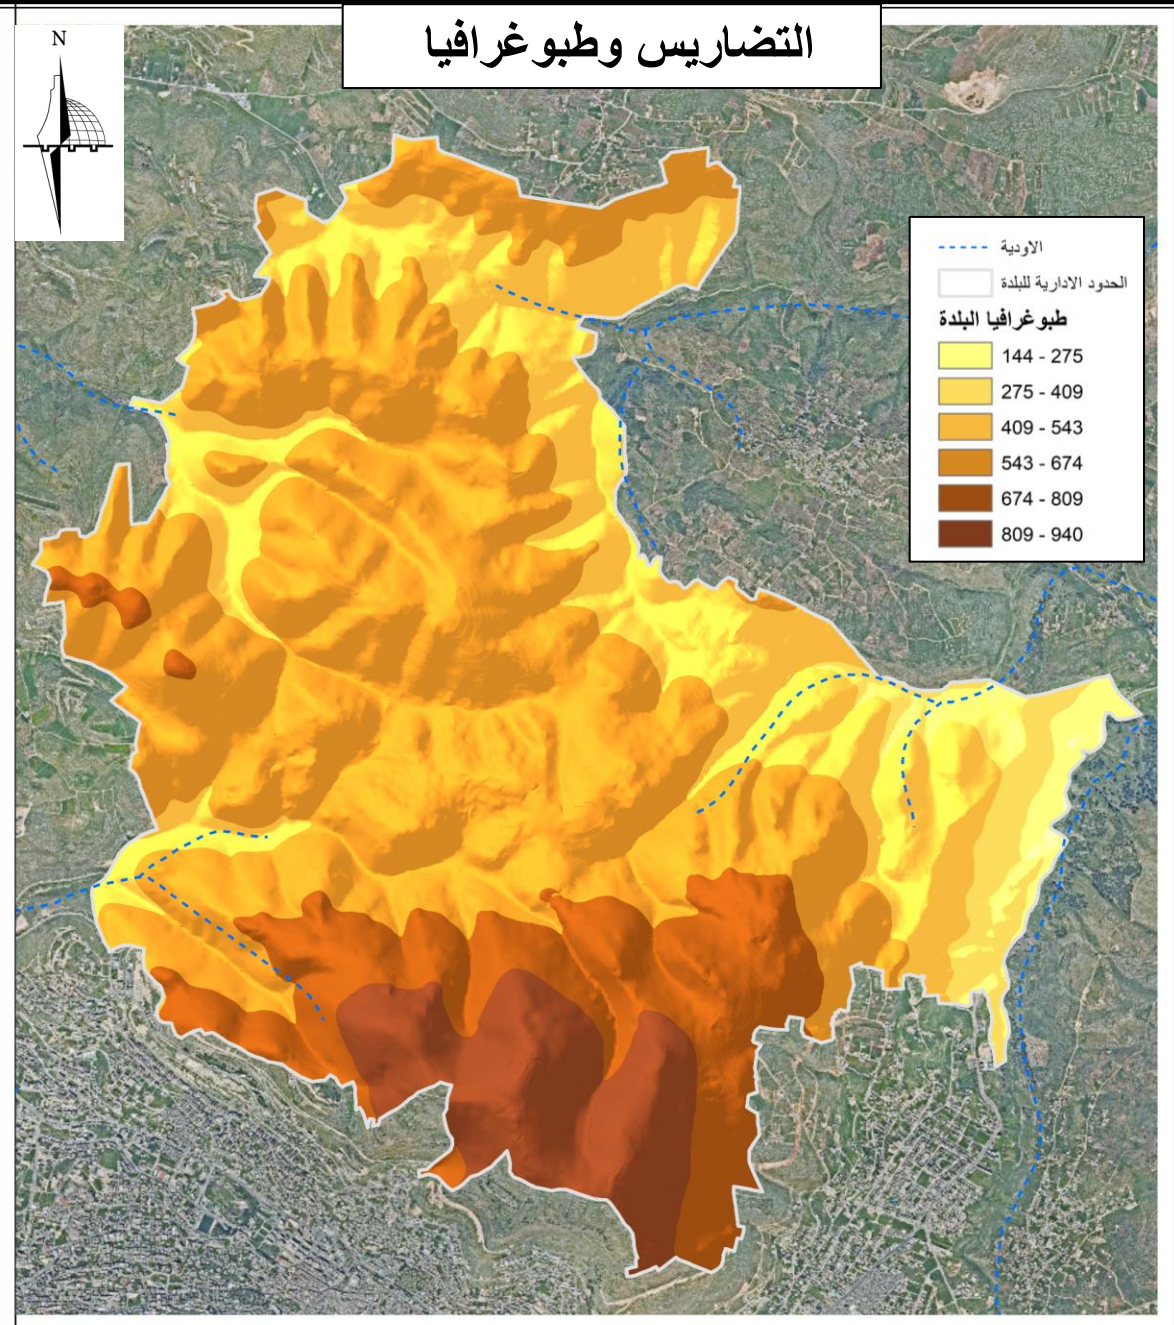 التضاريس وطبوغرافيا
N
الاودية
الحدود الادارية للبلدة
طبوغرافيا البلدة
144 - 275
275 - 409
409 - 543
543 - 674
674 - 809
809 - 940